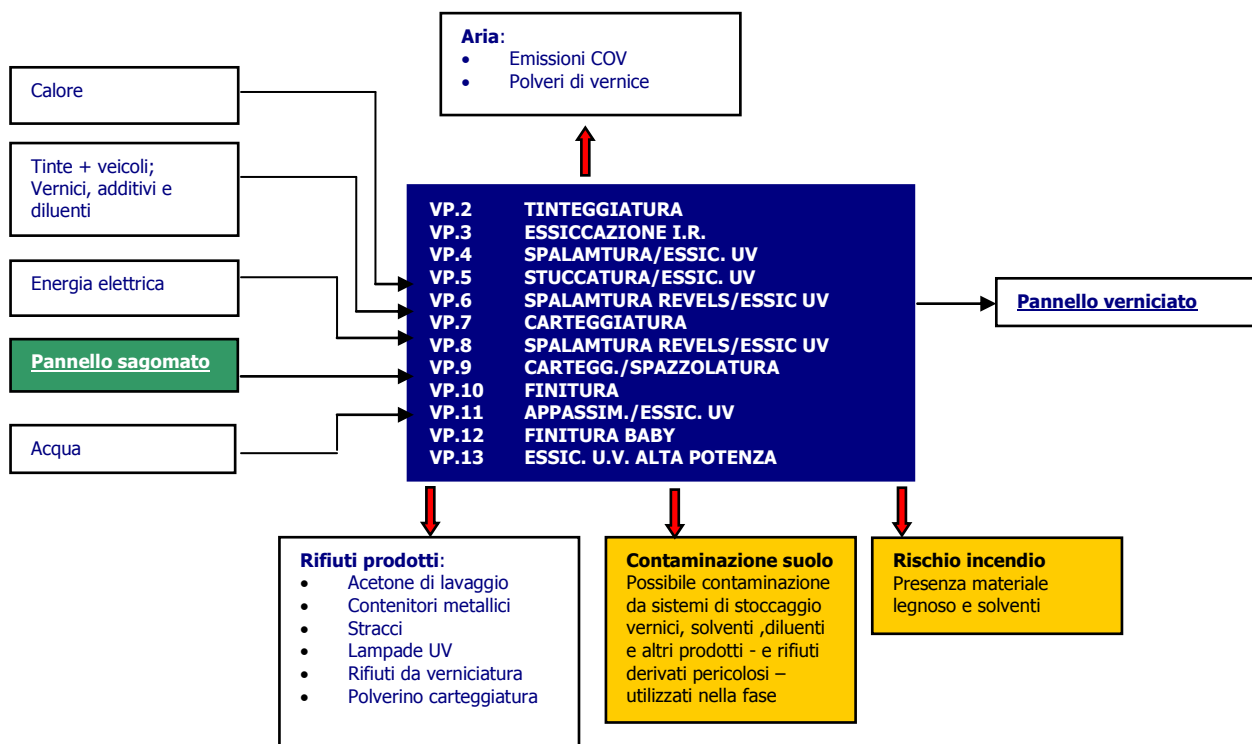 Aria:
• Emissioni COV
• Polveri di vernice
Calore
Tinte + veicoli;
Vernici, additivi e
diluenti
Energia elettrica
Pannello sagomato
Acqua
VP.2 TINTEGGIATURA
VP.3 ESSICCAZIONE I.R.
VP.4 SPALAMTURA/ESSIC. UV
VP.5 STUCCATURA/ESSIC. UV
VP.6 SPALAMTURA REVELS/ESSIC UV
VP.7 CARTEGGIATURA
VP.8 SPALAMTURA REVELS/ESSIC UV
VP.9 CARTEGG./SPAZZOLATURA
VP.10 FINITURA
VP.11 APPASSIM./ESSIC. UV
VP.12 FINITURA BABY
VP.13 ESSIC. U.V. ALTA POTENZA
Pannello verniciato
Rifiuti prodotti:
• Acetone di lavaggio
• Contenitori metallici
• Stracci
• Lampade UV
• Rifiuti da verniciatura
• Polverino carteggiatura
Contaminazione suolo
Possibile contaminazione
da sistemi di stoccaggio
vernici, solventi ,diluenti
e altri prodotti - e rifiuti
derivati pericolosi –
utilizzati nella fase
Rischio incendio
Presenza materiale
legnoso e solventi